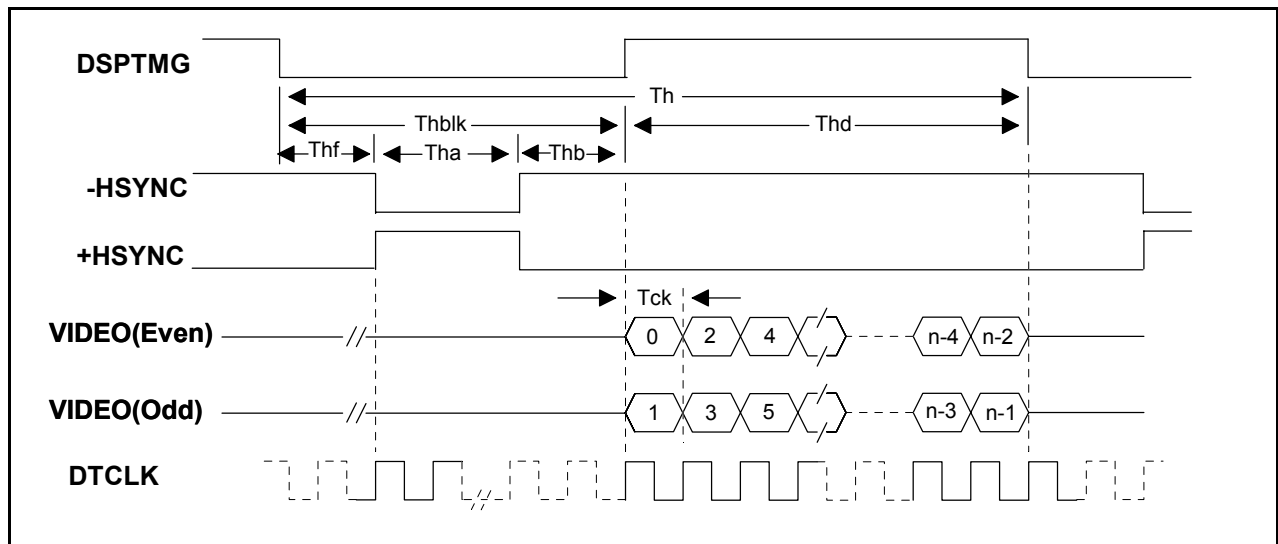 DSPTMG
Th
Thblk Thd
Thf Tha Thb
-HSYNC
+HSYNC
Tck
VIDEO(Even) 0 2 4 n-4 n-2
VIDEO(Odd) 1 3 5 n-3 n-1
DTCLK